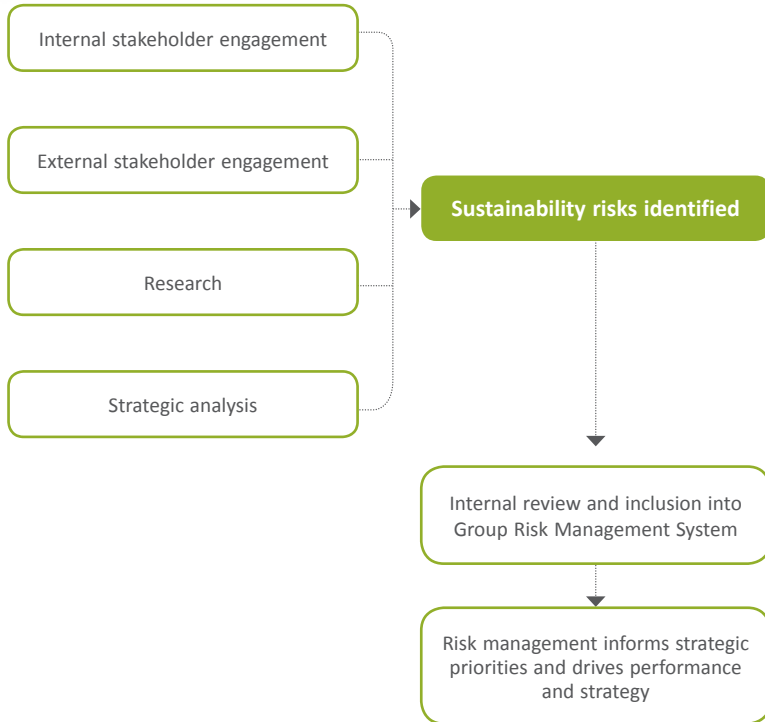 Internal stakeholder engagement
External stakeholder engagement
Sustainability risks identified
Research
Strategic analysis
Internal review and inclusion into
Group Risk Management System
Risk management informs strategic
priorities and drives performance
and strategy